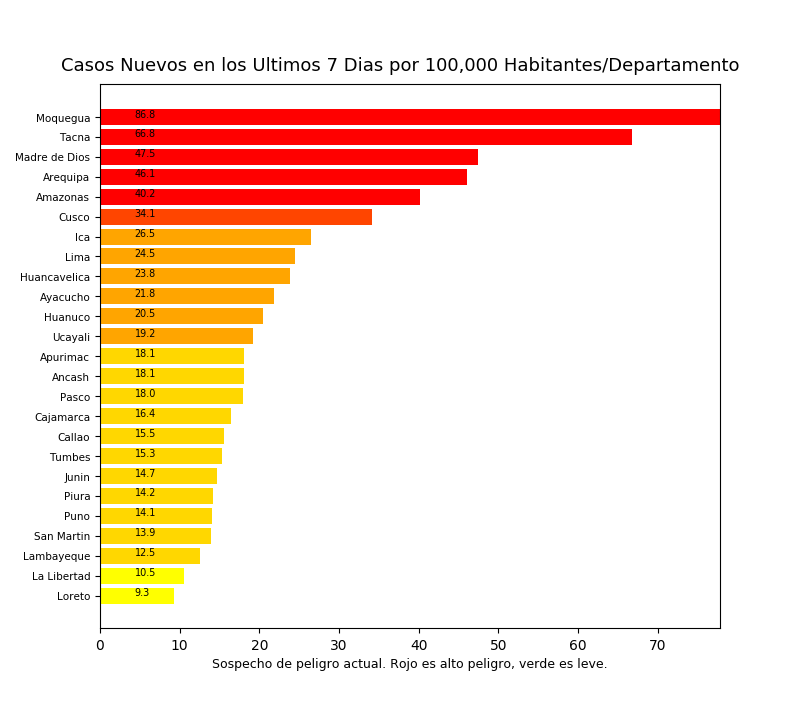 Casos Nuevos en los Ultimos 7 Dias por 100,000 Habitantes/Departamento
Moquegua 86.8
Tacna 66.8
Madre de Dios 47.5
Arequipa 46.1
Amazonas 40.2
Cusco 34.1
Ica 26.5
Lima 24.5
Huancavelica 23.8
Ayacucho 21.8
Huanuco 20.5
Ucayali 19.2
Apurimac 18.1
Ancash 18.1
Pasco 18.0
Cajamarca 16.4
Callao 15.5
Tumbes 15.3
Junin 14.7
Piura 14.2
Puno 14.1
San Martin 13.9
Lambayeque 12.5
La Libertad 10.5
Loreto 9.3
0 10 20 30 40 50 60 70
Sospecho de peligro actual. Rojo es alto peligro, verde es leve.